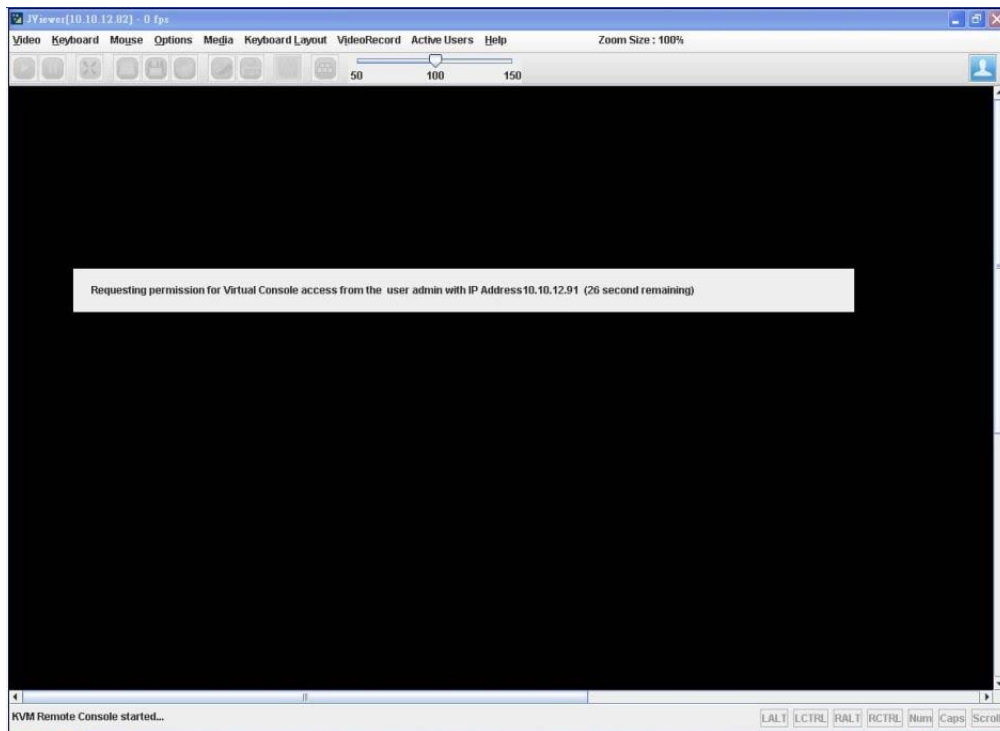 JViewer[10.10.12.82] - 0 fps
Video Keyboard Mouse Options Media Keyboard Layout VideoRecord Active Users Help Zoom Size : 100%
50 100 150
Requesting permission for Virtual Console access from the user admin with IP Address10.10.12.91 (26 second remaining)
KVM Remote Console started...
LALT LCTRL RALT RCTRL Num Caps Scroll